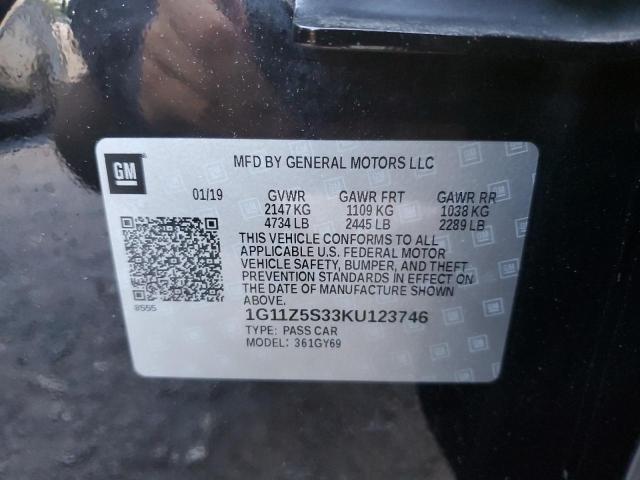 GM
MFD BY GENERAL MOTORS LLC
01/19 GVWR GAWR FRT GAWR RR
2147 KG 1109 KG 1038 KG
4734 LB 2445 LB 2289 LB
THIS VEHICLE CONFORMS TO ALL
APPLICABLE U.S. FEDERAL MOTOR
VEHICLE SAFETY, BUMPER, AND THEFT
PREVENTION STANDARDS IN EFFECT ON
THE DATE OF MANUFACTURE SHOWN
ABOVE.
8555
1G11Z5S33KU123746
TYPE: PASS CAR
MODEL: 361GY69